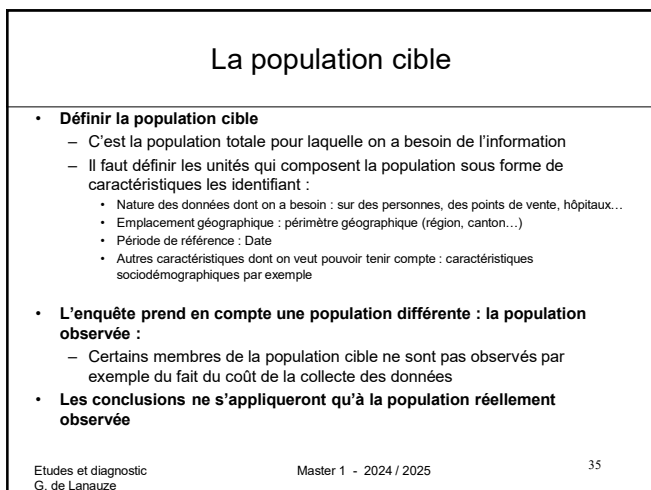 La population cible
• Définir la population cible
– C'est la population totale pour laquelle on a besoin de l'information
– Il faut définir les unités qui composent la population sous forme de
caractéristiques les identifiant :
• Nature des données dont on a besoin : sur des personnes, des points de vente, hôpitaux…
• Emplacement géographique : périmètre géographique (région, canton…)
• Période de référence : Date
• Autres caractéristiques dont on veut pouvoir tenir compte : caractéristiques
sociodémographiques par exemple
• L'enquête prend en compte une population différente : la population
observée :
– Certains membres de la population cible ne sont pas observés par
exemple du fait du coût de la collecte des données
• Les conclusions ne s'appliqueront qu'à la population réellement
observée
Etudes et diagnostic
G. de Lanauze
Master 1 - 2024 / 2025
35